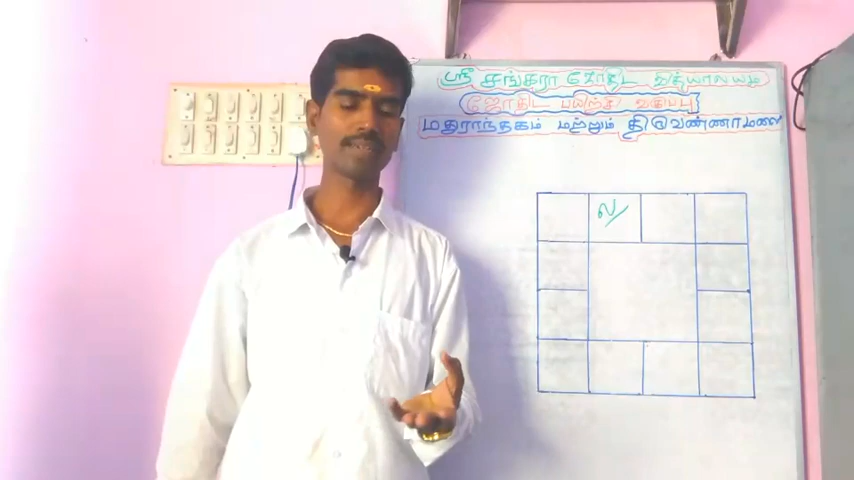 ஸ்ரீ சங்கரா ஜோதிட வித்யாலயம்
ஜோதிட பயிற்சி வகுப்பு
மதுராந்தகம் மற்றும் திருவண்ணாமலை
ல/